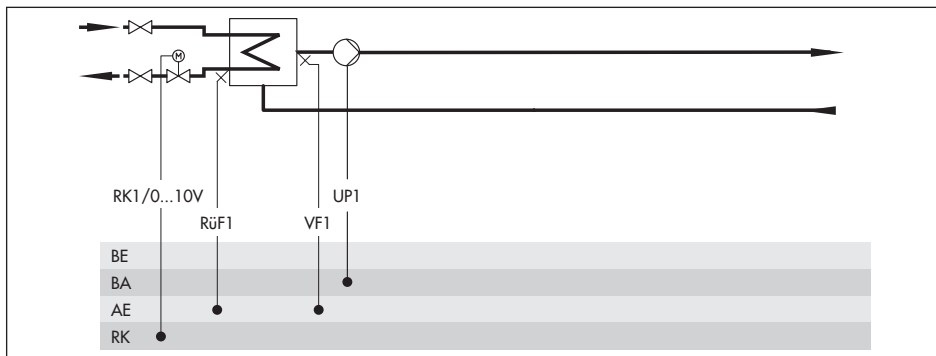 M
RK1/0...10V
UP1
RüF1
VF1
BE
BA
AE
RK